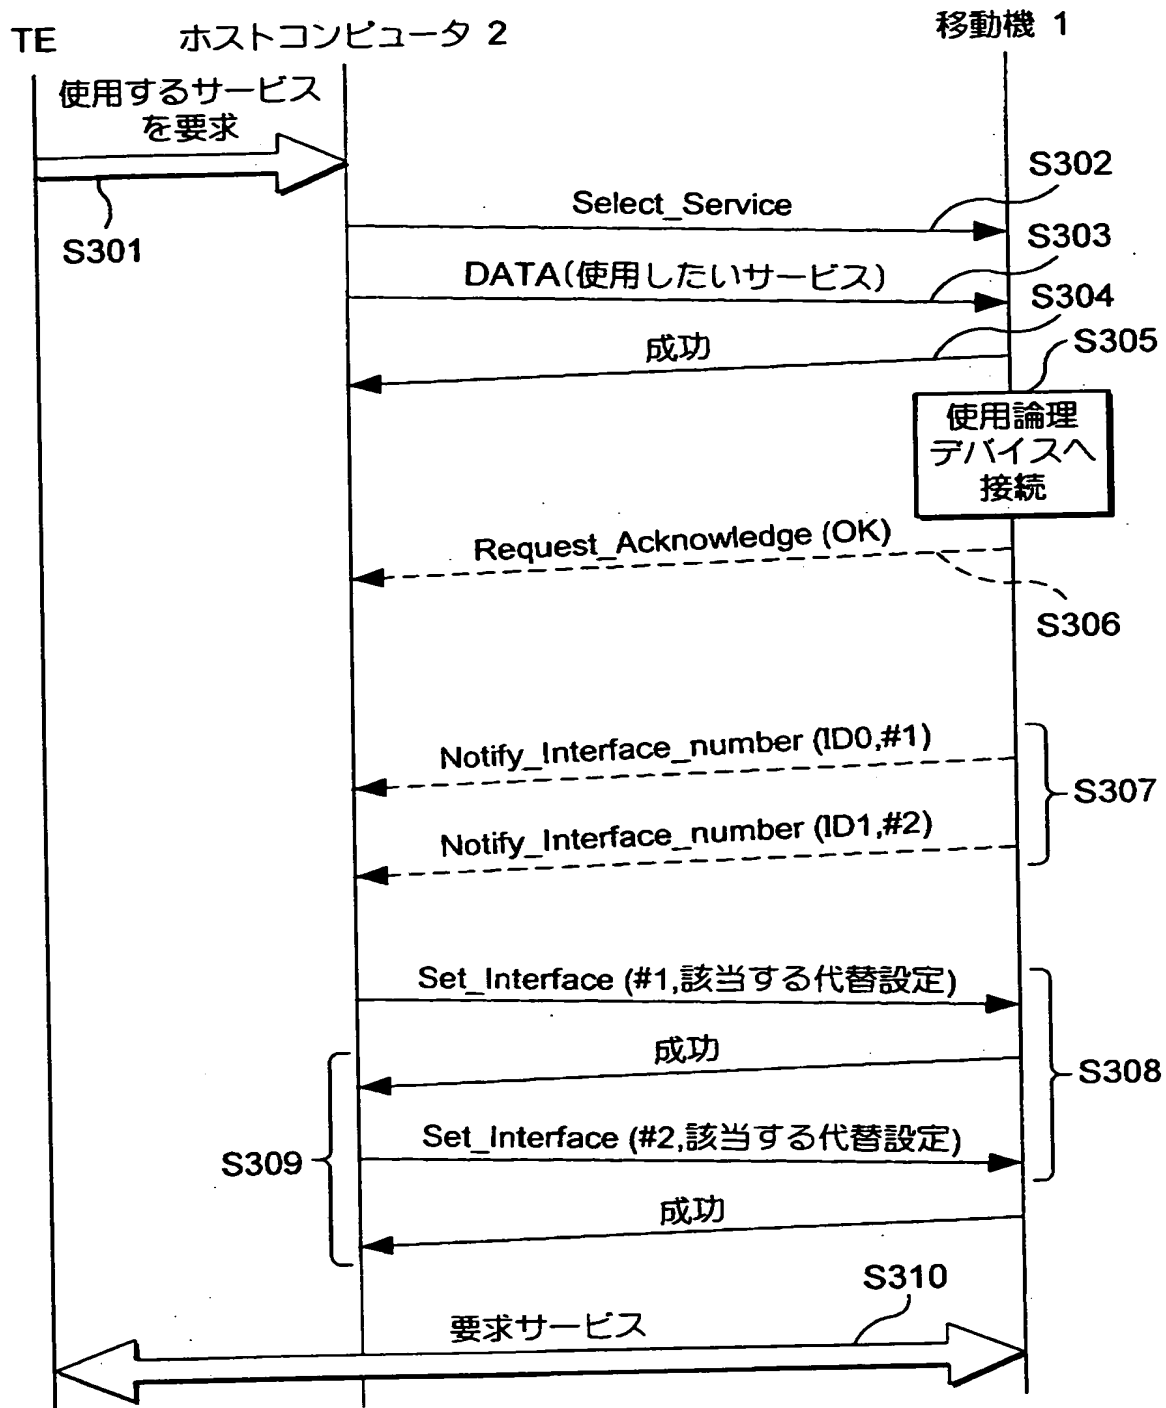 TE
ホストコンピュータ 2
移動機 1
使用するサービス
を要求
S301
Select_Service
S302
DATA(使用したいサービス)
S303
成功
S304
S305
使用論理
デバイスへ
接続
Request_Acknowledge (OK)
S306
Notify_Interface_number (ID0,#1)
Notify_Interface_number (ID1,#2)
S307
Set_Interface (#1,該当する代替設定)
成功
S308
Set_Interface (#2,該当する代替設定)
S309
成功
S310
要求サービス